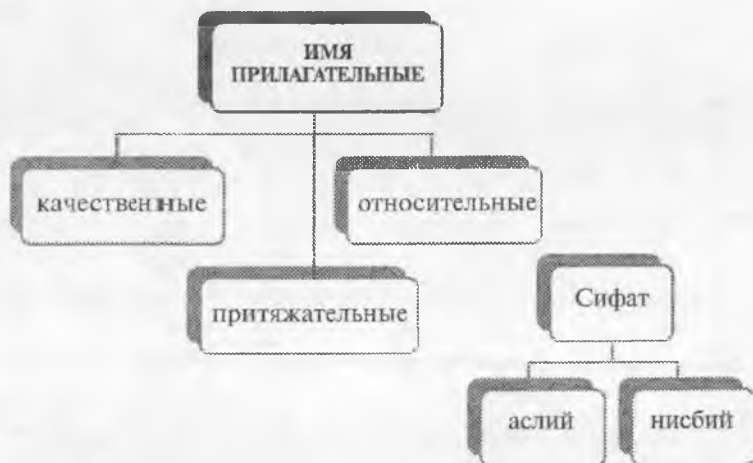 ИМЯ
ПРИЛАГАТЕЛЬНЫЕ
качественные
относительные
притяжательные
Сифат
аслий
нисбий